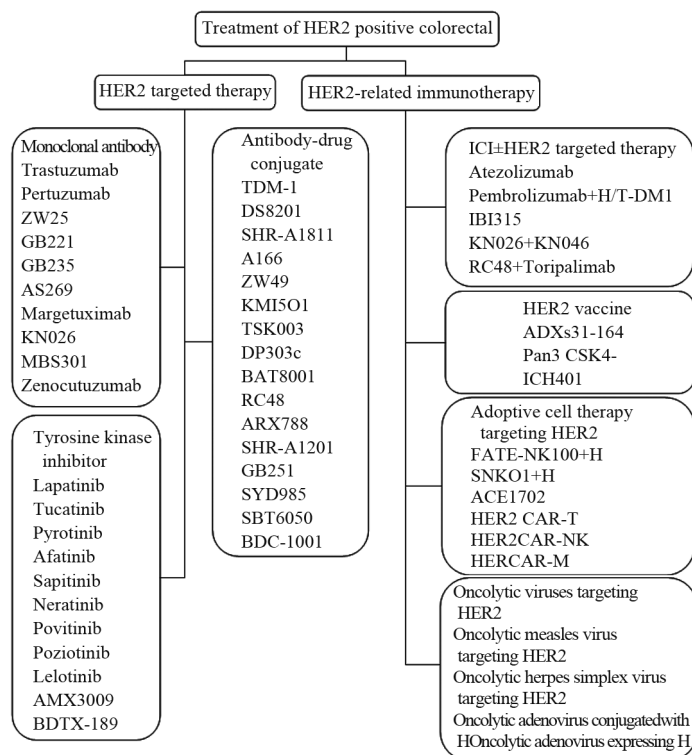 Treatment of HER2 positive colorectal
HER2 targeted therapy
HER2-related immunotherapy
Monoclonal antibody
Trastuzumab
Pertuzumab
ZW25
GB221
GB235
AS269
Margetuximab
KN026
MBS301
Zenocutuzumab
Tyrosine kinase
inhibitor
Lapatinib
Tucatinib
Pyrotinib
Afatinib
Sapitinib
Neratinib
Povitinib
Poziotinib
Lelotinib
AMX3009
BDTX-189
Antibody-drug
conjugate
TDM-1
DS8201
SHR-A1811
A166
ZW49
KMI5O1
TSK003
DP303c
BAT8001
RC48
ARX788
SHR-A1201
GB251
SYD985
SBT6050
BDC-1001
ICI±HER2 targeted therapy
Atezolizumab
Pembrolizumab+H/T-DM1
IBI315
KN026+KN046
RC48+Toripalimab
HER2 vaccine
ADXs31-164
Pan3 CSK4-
ICH401
Adoptive cell therapy
targeting HER2
FATE-NK100+H
SNKO1+H
ACE1702
HER2 CAR-T
HER2CAR-NK
HERCAR-M
Oncolytic viruses targeting
HER2
Oncolytic measles virus
targeting HER2
Oncolytic herpes simplex virus
targeting HER2
Oncolytic adenovirus conjugatedwith
HOncolytic adenovirus expressing H